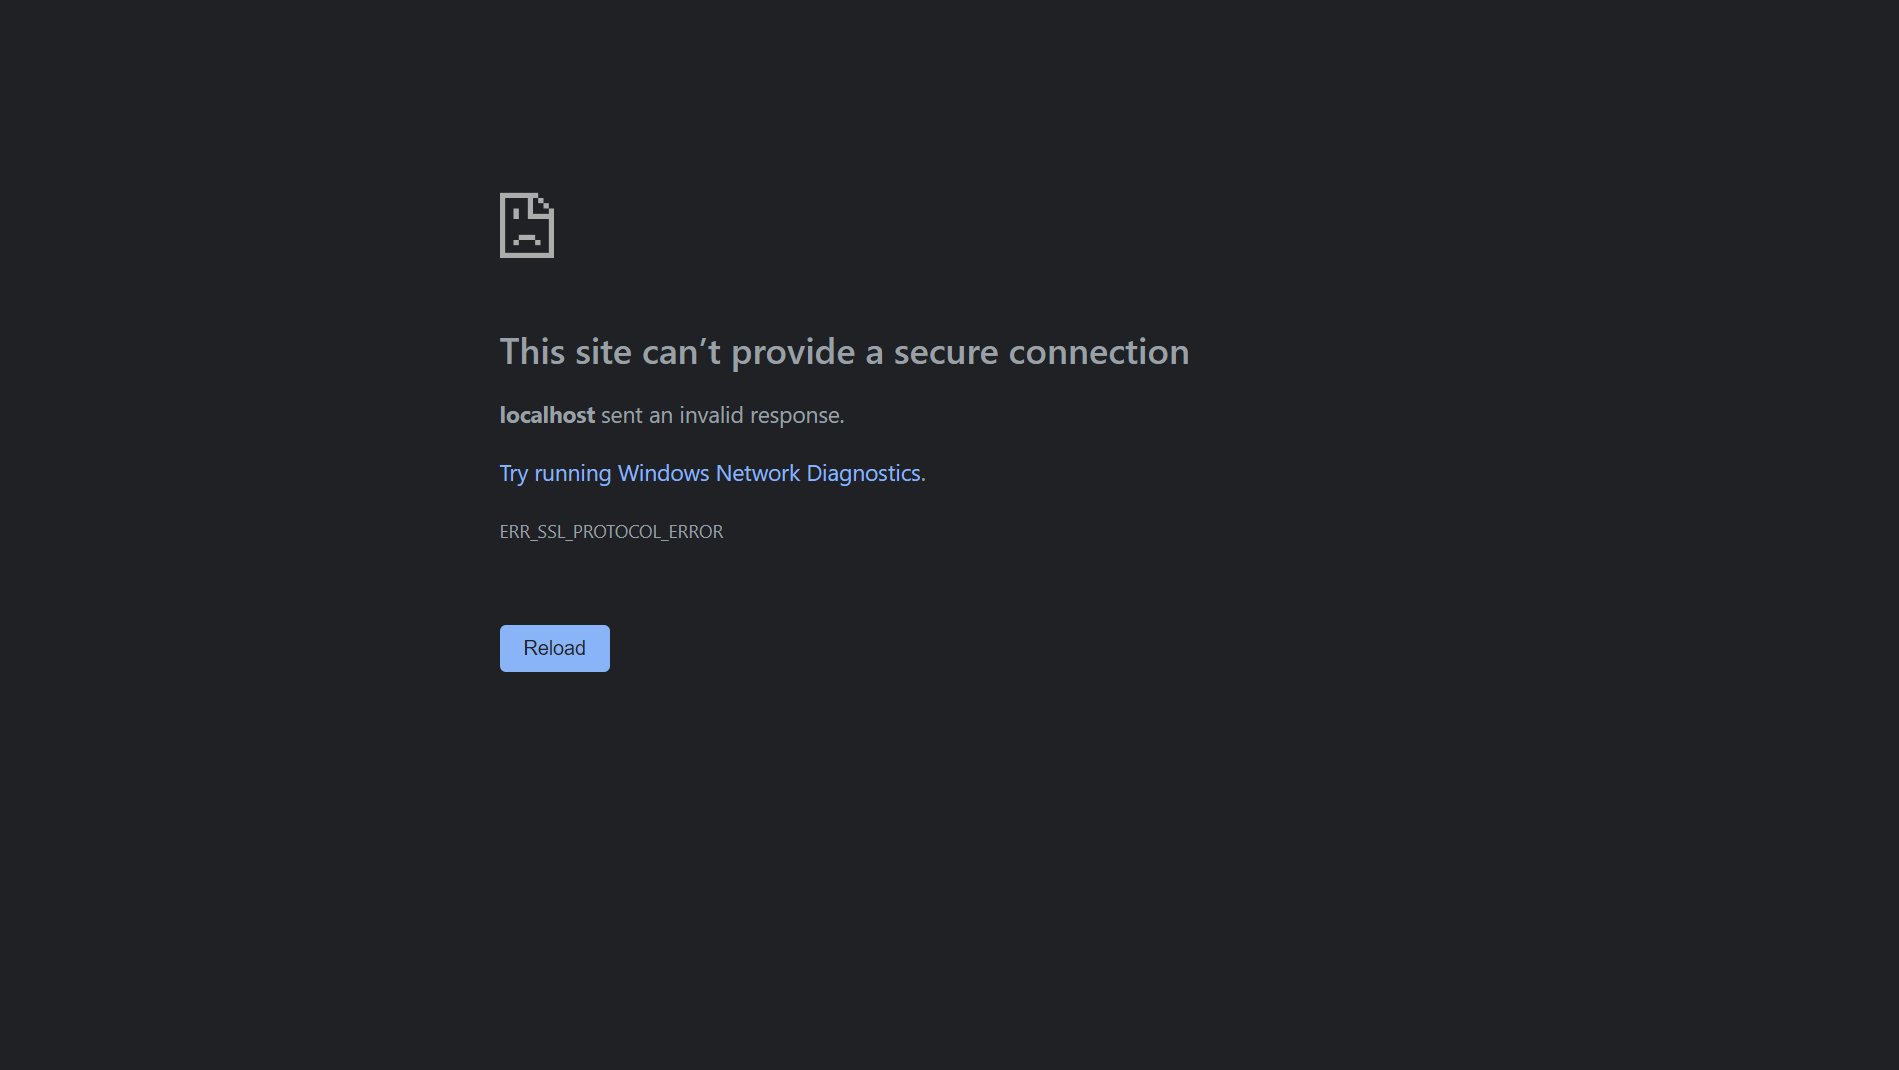 This site can’t provide a secure connection
localhost sent an invalid response.
Try running Windows Network Diagnostics.
ERR_SSL_PROTOCOL_ERROR
Reload